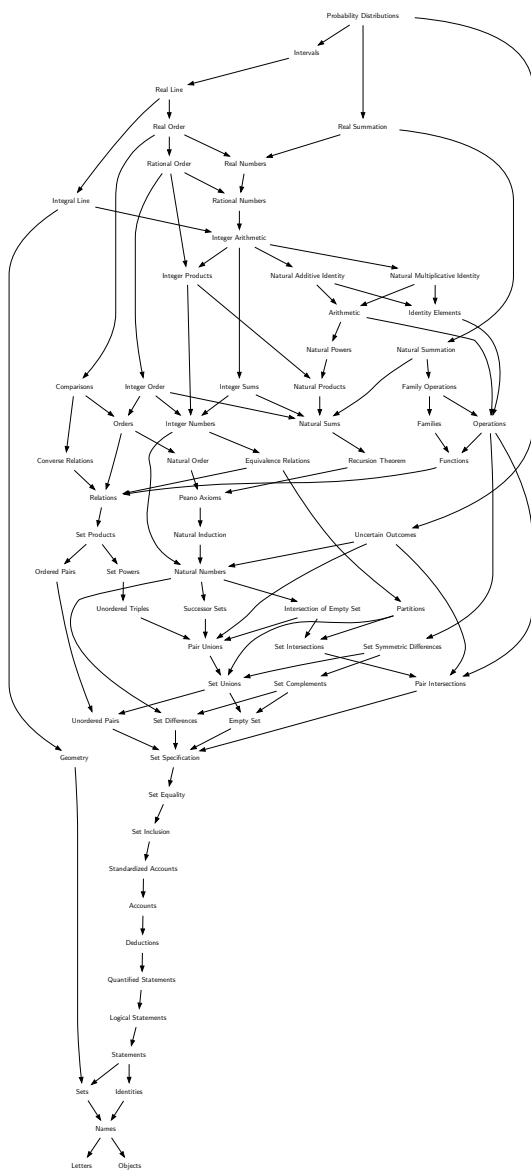 Probability Distributions
Intervals
Real Line
Real Order
Real Summation
Rational Order
Real Numbers
Integral Line
Rational Numbers
Integer Arithmetic
Integer Products
Natural Additive Identity
Natural Multiplicative Identity
Arithmetic
Identity Elements
Natural Powers
Natural Summation
Comparisons
Integer Order
Integer Sums
Natural Products
Family Operations
Orders
Integer Numbers
Natural Sums
Families
Operations
Converse Relations
Natural Order
Equivalence Relations
Recursion Theorem
Functions
Relations
Peano Axioms
Set Products
Natural Induction
Uncertain Outcomes
Ordered Pairs
Set Powers
Natural Numbers
Unordered Triples
Successor Sets
Intersection of Empty Set
Partitions
Pair Unions
Set Intersections
Set Symmetric Differences
Set Unions
Set Complements
Pair Intersections
Unordered Pairs
Set Differences
Empty Set
Geometry
Set Specification
Set Equality
Set Inclusion
Standardized Accounts
Accounts
Deductions
Quantified Statements
Logical Statements
Statements
Sets
Identities
Names
Letters
Objects